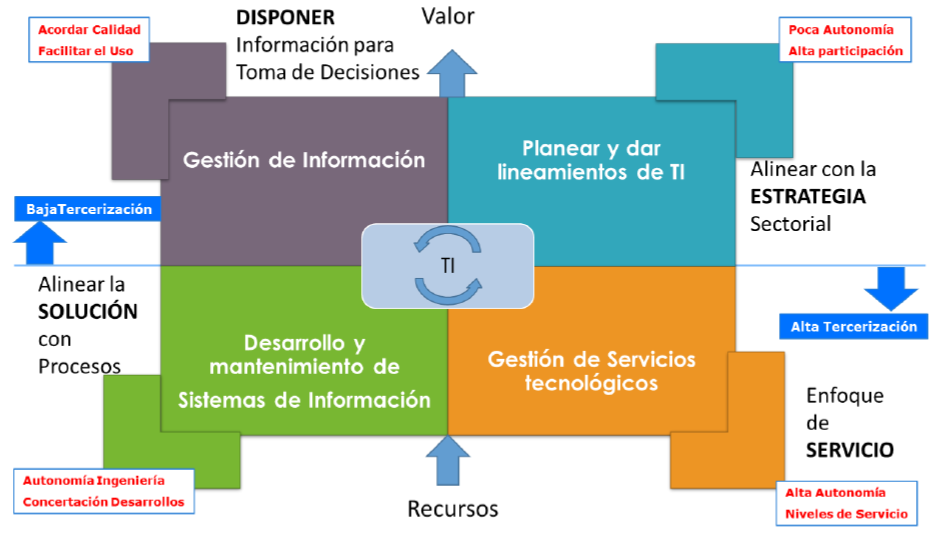 Acordar Calidad
Facilitar el Uso
DISPONER
Información para
Toma de Decisiones
Valor
Poca Autonomía
Alta participación
Gestión de Información
Planear y dar
lineamientos de TI
Alinear con la
ESTRATEGIA
Sectorial
BajaTercerización
TI
Alinear la
SOLUCIÓN
con
Procesos
Alta Tercerización
Desarrollo y
mantenimiento de
Sistemas de Información
Gestión de Servicios
tecnológicos
Enfoque
de
SERVICIO
Autonomía Ingeniería
Concertación Desarrollos
Recursos
Alta Autonomía
Niveles de Servicio